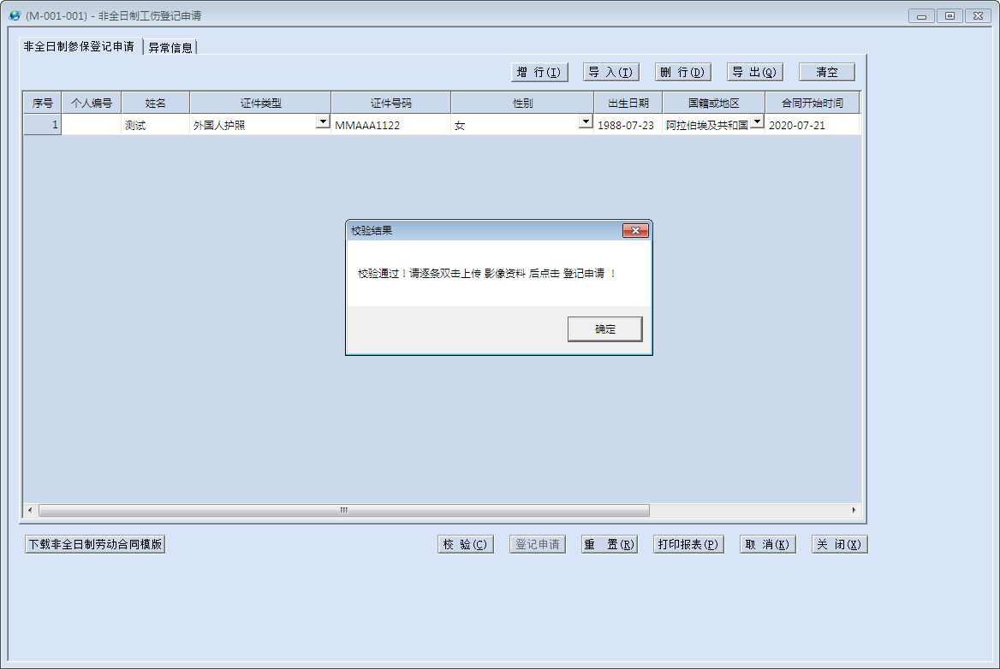 (M-001-001) - 非全日制工伤登记申请
非全日制参保登记申请 异常信息
增 行(I) 导 入(T) 删 行(D) 导 出(Q) 清空
序号 个人编号 姓名 证件类型 证件号码 性别 出生日期 国籍或地区 合同开始时间
1 测试 外国人护照 MMAAA1122 女 1988-07-23 阿拉伯埃及共和国 2020-07-21
校验结果
校验通过！请逐条双击上传 影像资料 后点击 登记申请 ！
确定
下载非全日制劳动合同模版 校 验(C) 登记申请 重 置(R) 打印报表(P) 取 消(K) 关 闭(X)